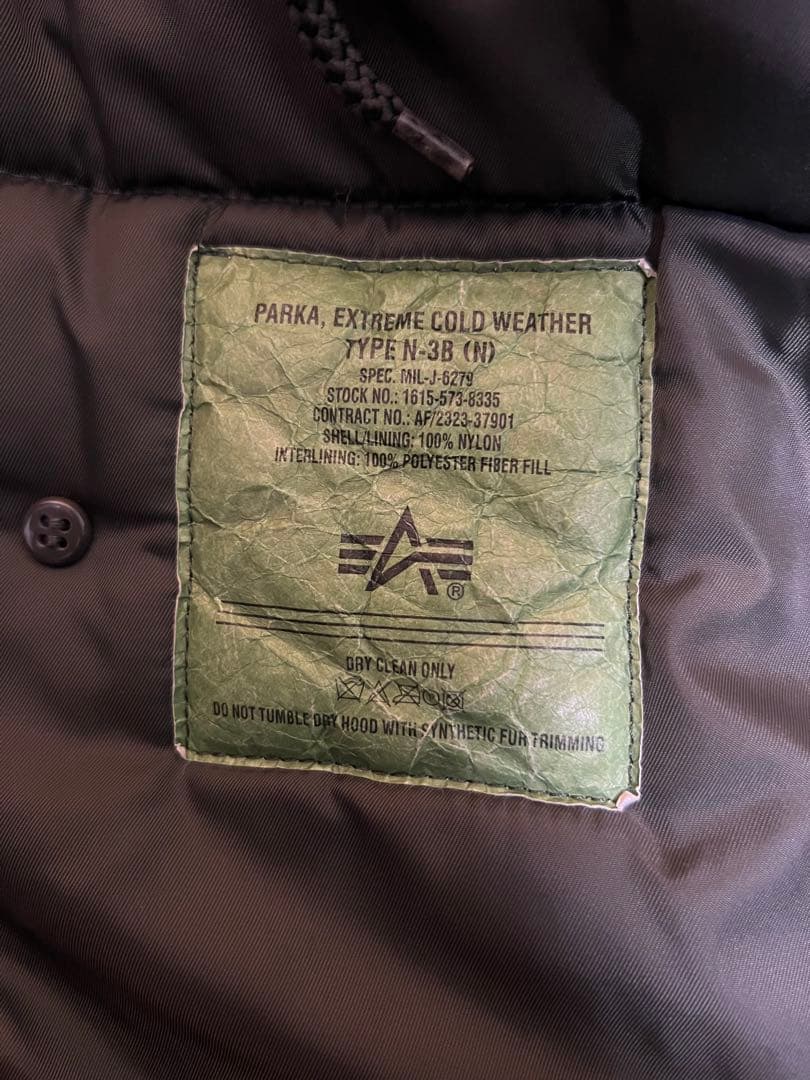 PARKA, EXTREME COLD WEATHER
TYPE N-3B (N)
SPEC. MIL-J-6279
STOCK NO.: 1615-573-8335
CONTRACT NO.: AF/2323-37901
SHELL/LINING: 100% NYLON
INTERLINING: 100% POLYESTER FIBER FILL
®
DRY CLEAN ONLY
DO NOT TUMBLE DRY HOOD WITH SYNTHETIC FUR TRIMMING